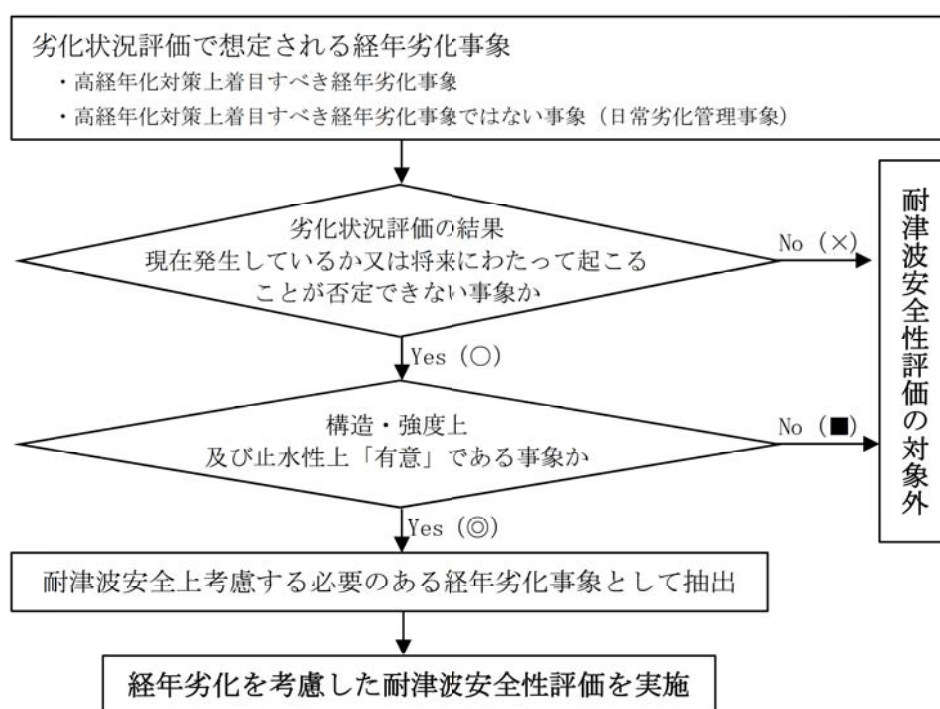 劣化状況評価で想定される経年劣化事象
・高経年化対策上着目すべき経年劣化事象
・高経年化対策上着目すべき経年劣化事象ではない事象（日常劣化管理事象）
劣化状況評価の結果
現在発生しているか又は将来にわたって起こる
ことが否定できない事象か
No（×）
Yes（○）
構造・強度上
及び止水性上「有意」である事象か
No（■）
Yes（◎）
耐津波安全性評価の対象外
耐津波安全上考慮する必要のある経年劣化事象として抽出
経年劣化を考慮した耐津波安全性評価を実施